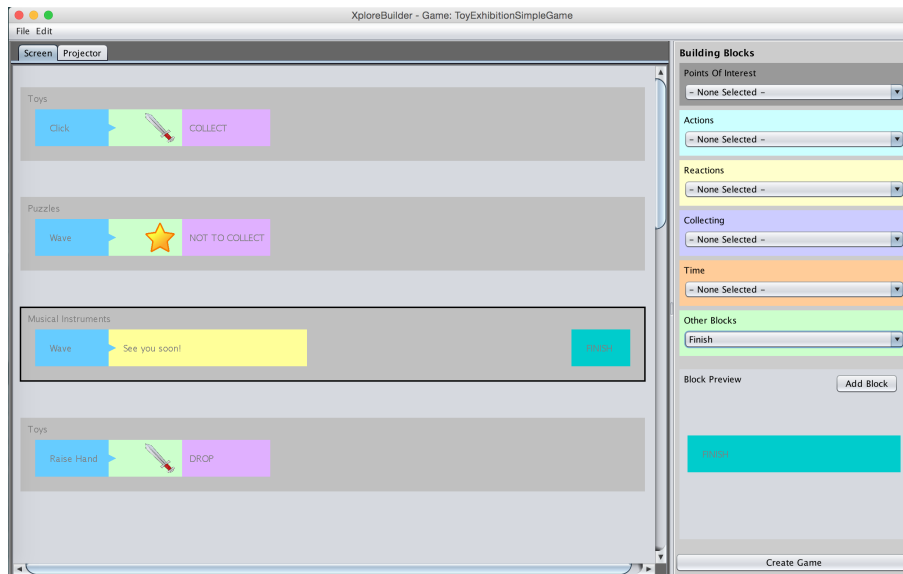 XploreBuilder - Game: ToyExhibitionSimpleGame
File Edit
Screen Projector
Toys
Click COLLECT
Puzzles
Wave NOT TO COLLECT
Musical Instruments
Wave See you soon! FINISH
Toys
Raise Hand DROP
Building Blocks
Points Of Interest
- None Selected -
Actions
- None Selected -
Reactions
- None Selected -
Collecting
- None Selected -
Time
- None Selected -
Other Blocks
Finish
Block Preview Add Block
FINISH
Create Game